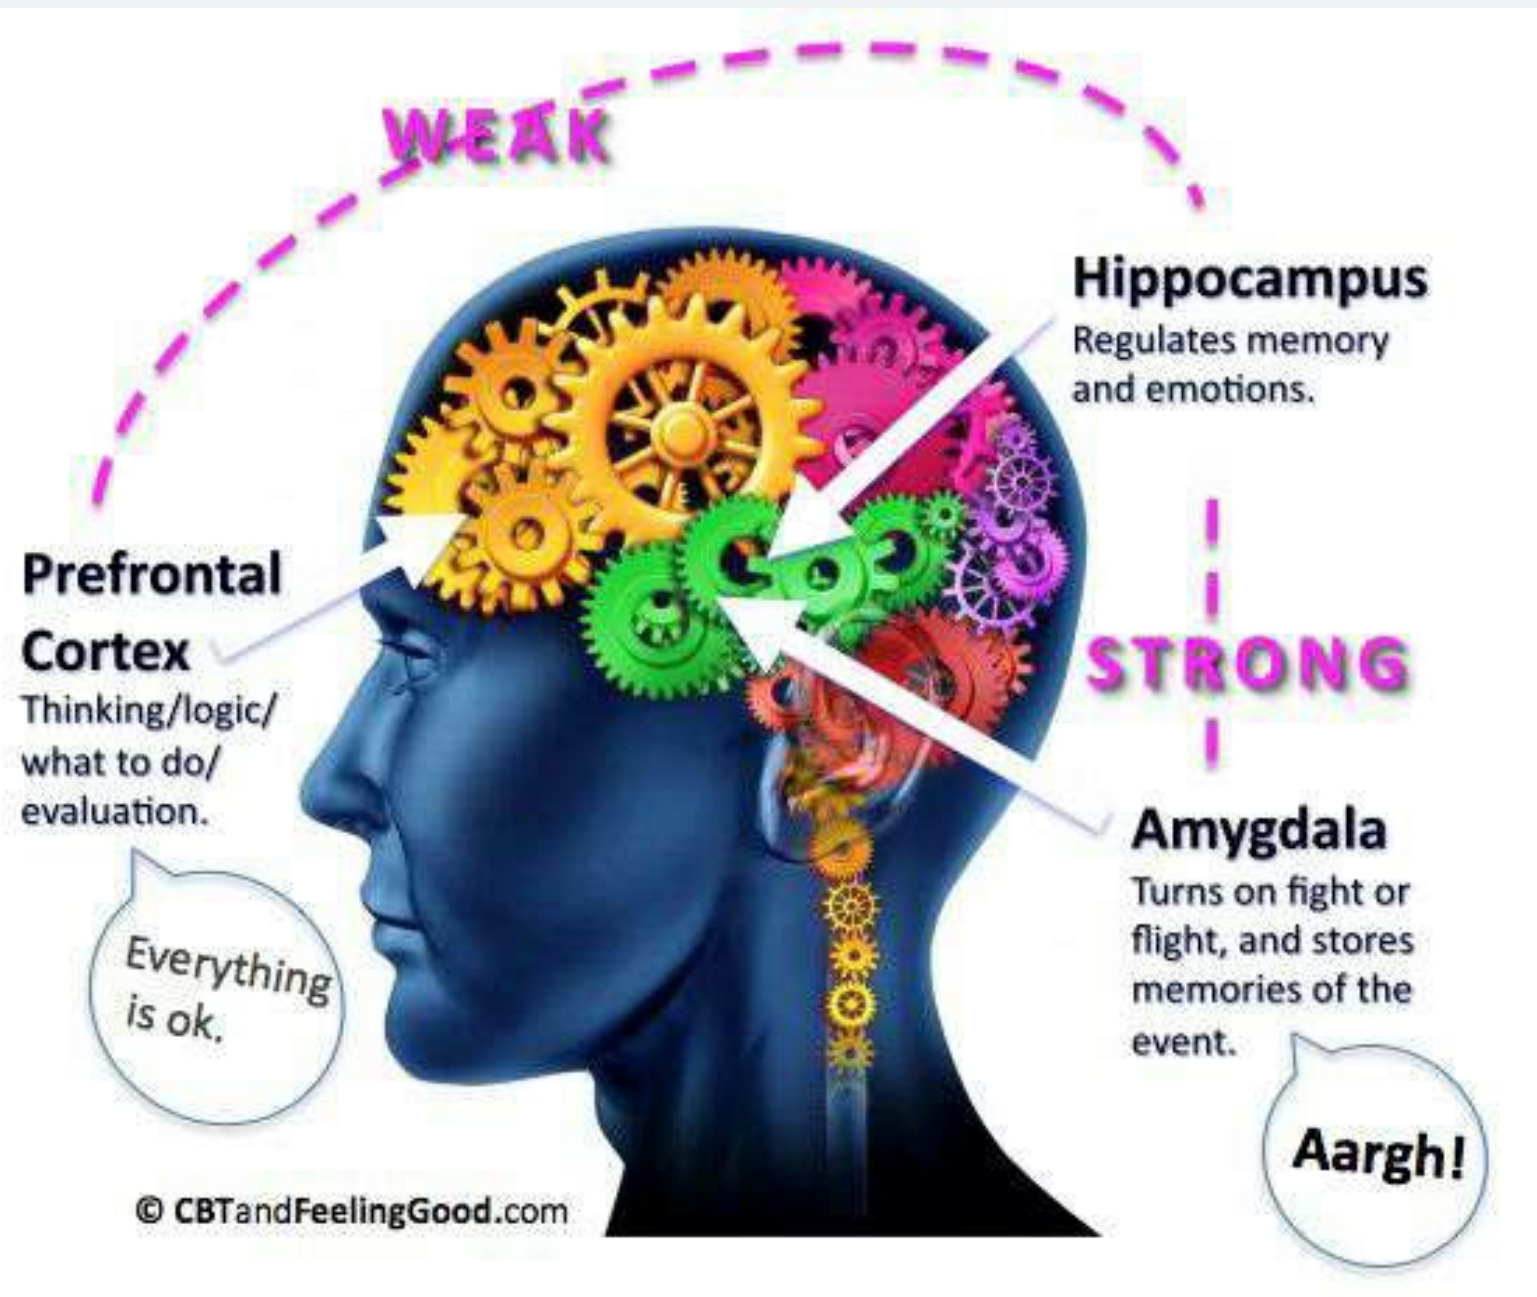 WEAK
Hippocampus
Regulates memory
and emotions.
Prefrontal
Cortex
Thinking/logic/
what to do/
evaluation.
Everything
is ok.
STRONG
Amygdala
Turns on fight or
flight, and stores
memories of the
event.
Aargh!
© CBTandFeelingGood.com